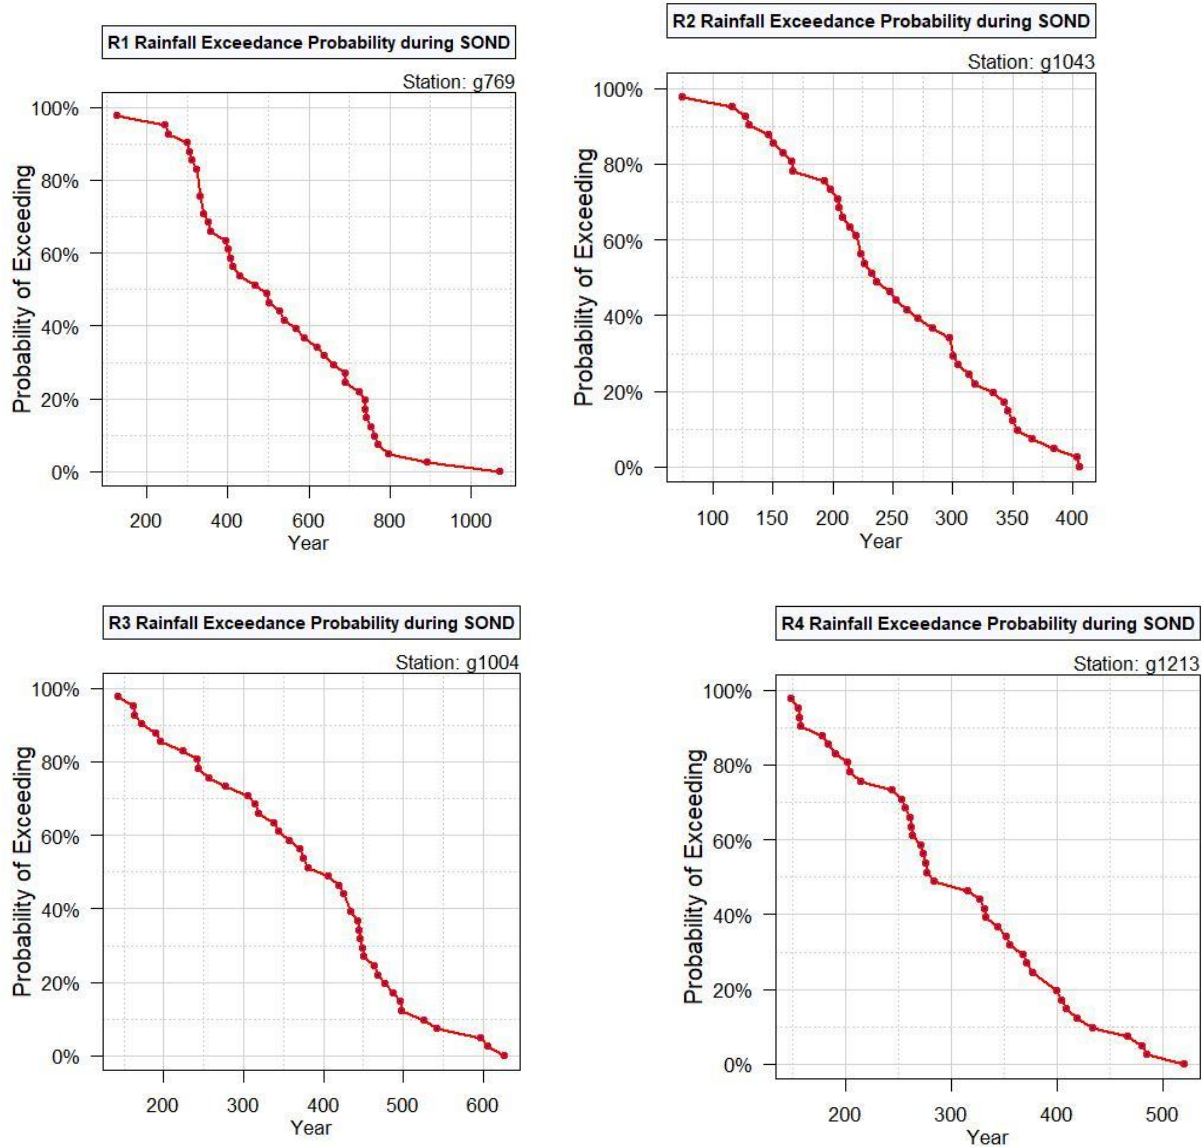 R1 Rainfall Exceedance Probability during SOND
Station: g769
Probability of Exceeding
100%
80%
60%
40%
20%
0%
200 400 600 800 1000
Year
R2 Rainfall Exceedance Probability during SOND
Station: g1043
Probability of Exceeding
100%
80%
60%
40%
20%
0%
100 150 200 250 300 350 400
Year
R3 Rainfall Exceedance Probability during SOND
Station: g1004
Probability of Exceeding
100%
80%
60%
40%
20%
0%
200 300 400 500 600
Year
R4 Rainfall Exceedance Probability during SOND
Station: g1213
Probability of Exceeding
100%
80%
60%
40%
20%
0%
200 300 400 500
Year